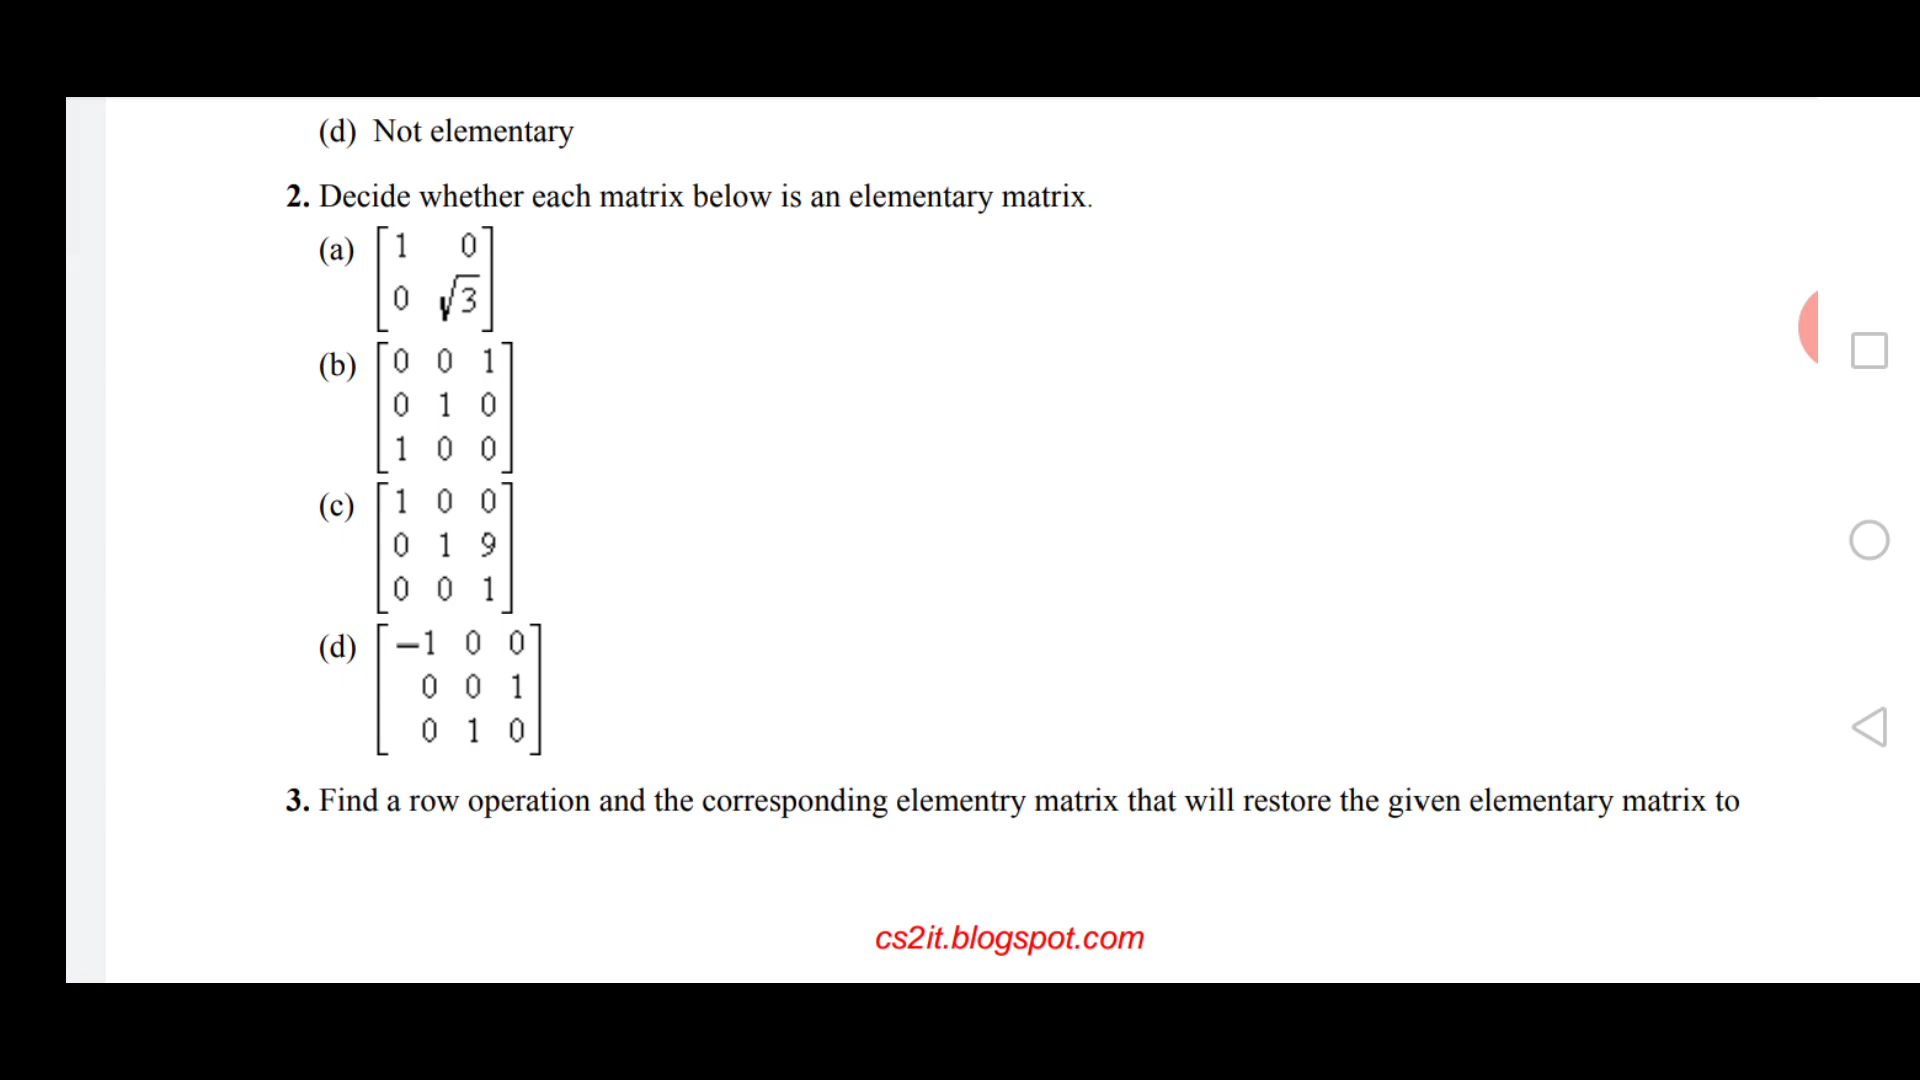 (d) Not elementary
2. Decide whether each matrix below is an elementary matrix.
(a) [1 0
0 √3]
(b) [0 0 1
0 1 0
1 0 0]
(c) [1 0 0
0 1 9
0 0 1]
(d) [−1 0 0
0 0 1
0 1 0]
3. Find a row operation and the corresponding elementry matrix that will restore the given elementary matrix to
cs2it.blogspot.com